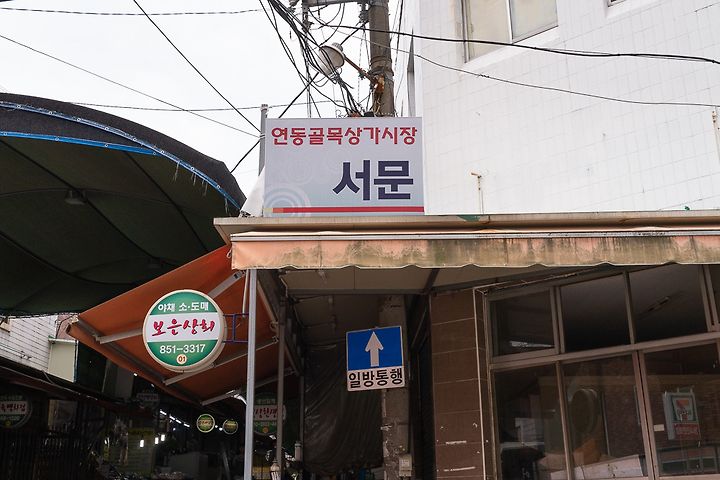 연동골목상가시장
서문
야채 소·도매
보은상회
851-3317
01
일방통행